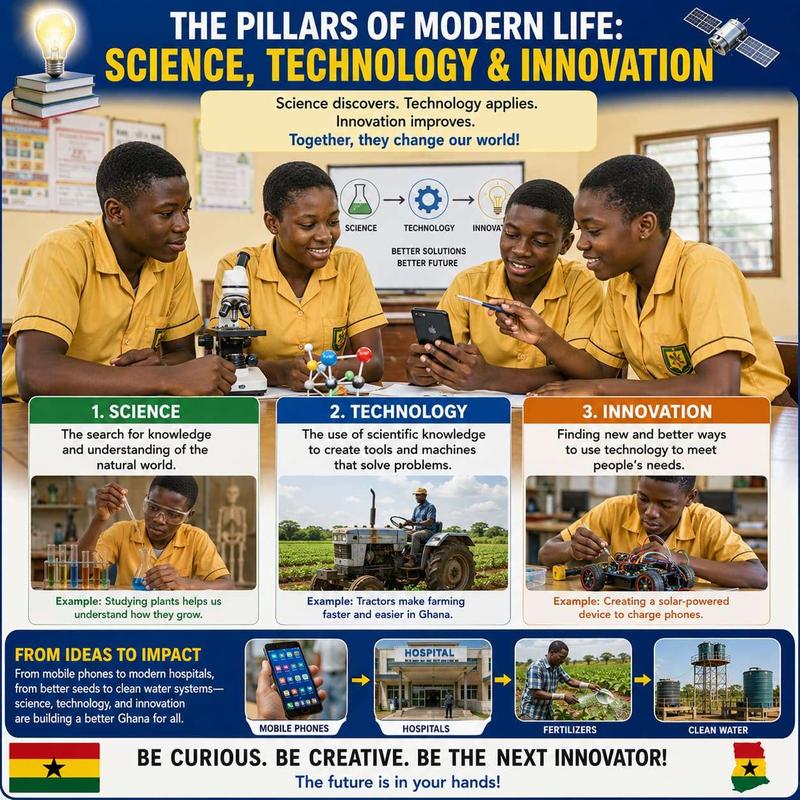 THE PILLARS OF MODERN LIFE:
SCIENCE, TECHNOLOGY & INNOVATION
Science discovers. Technology applies.
Innovation improves.
Together, they change our world!
SCIENCE
TECHNOLOGY
INNOVAT
BETTER SOLUTIONS
BETTER FUTURE
1. SCIENCE
The search for knowledge
and understanding of the
natural world.
Example: Studying plants helps us
understand how they grow.
2. TECHNOLOGY
The use of scientific knowledge
to create tools and machines
that solve problems.
Example: Tractors make farming
faster and easier in Ghana.
3. INNOVATION
Finding new and better ways
to use technology to meet
people's needs.
Example: Creating a solar-powered
device to charge phones.
FROM IDEAS TO IMPACT
From mobile phones to modern hospitals,
from better seeds to clean water systems—
science, technology, and innovation
are building a better Ghana for all.
MOBILE PHONES
HOSPITAL
HOSPITALS
FERTILIZERS
CLEAN WATER
BE CURIOUS. BE CREATIVE. BE THE NEXT INNOVATOR!
The future is in your hands!